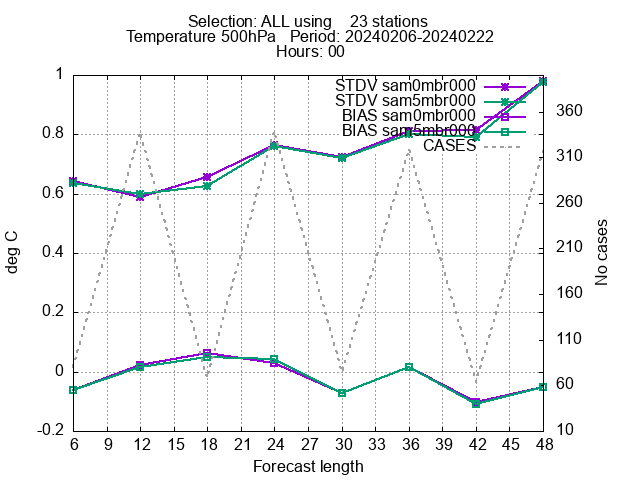 Selection: ALL using 23 stations
Temperature 500hPa Period: 20240206-20240222
Hours: 00
STDV sam0mbr000
STDV sam5mbr000
BIAS sam0mbr000
BIAS sam5mbr000
CASES
1
0.8
0.6
0.4
0.2
0
-0.2
deg C
360
310
260
210
160
110
60
10
No cases
6 12 15 18 21 24 27 30 33 36 39 42 45 48
Forecast length